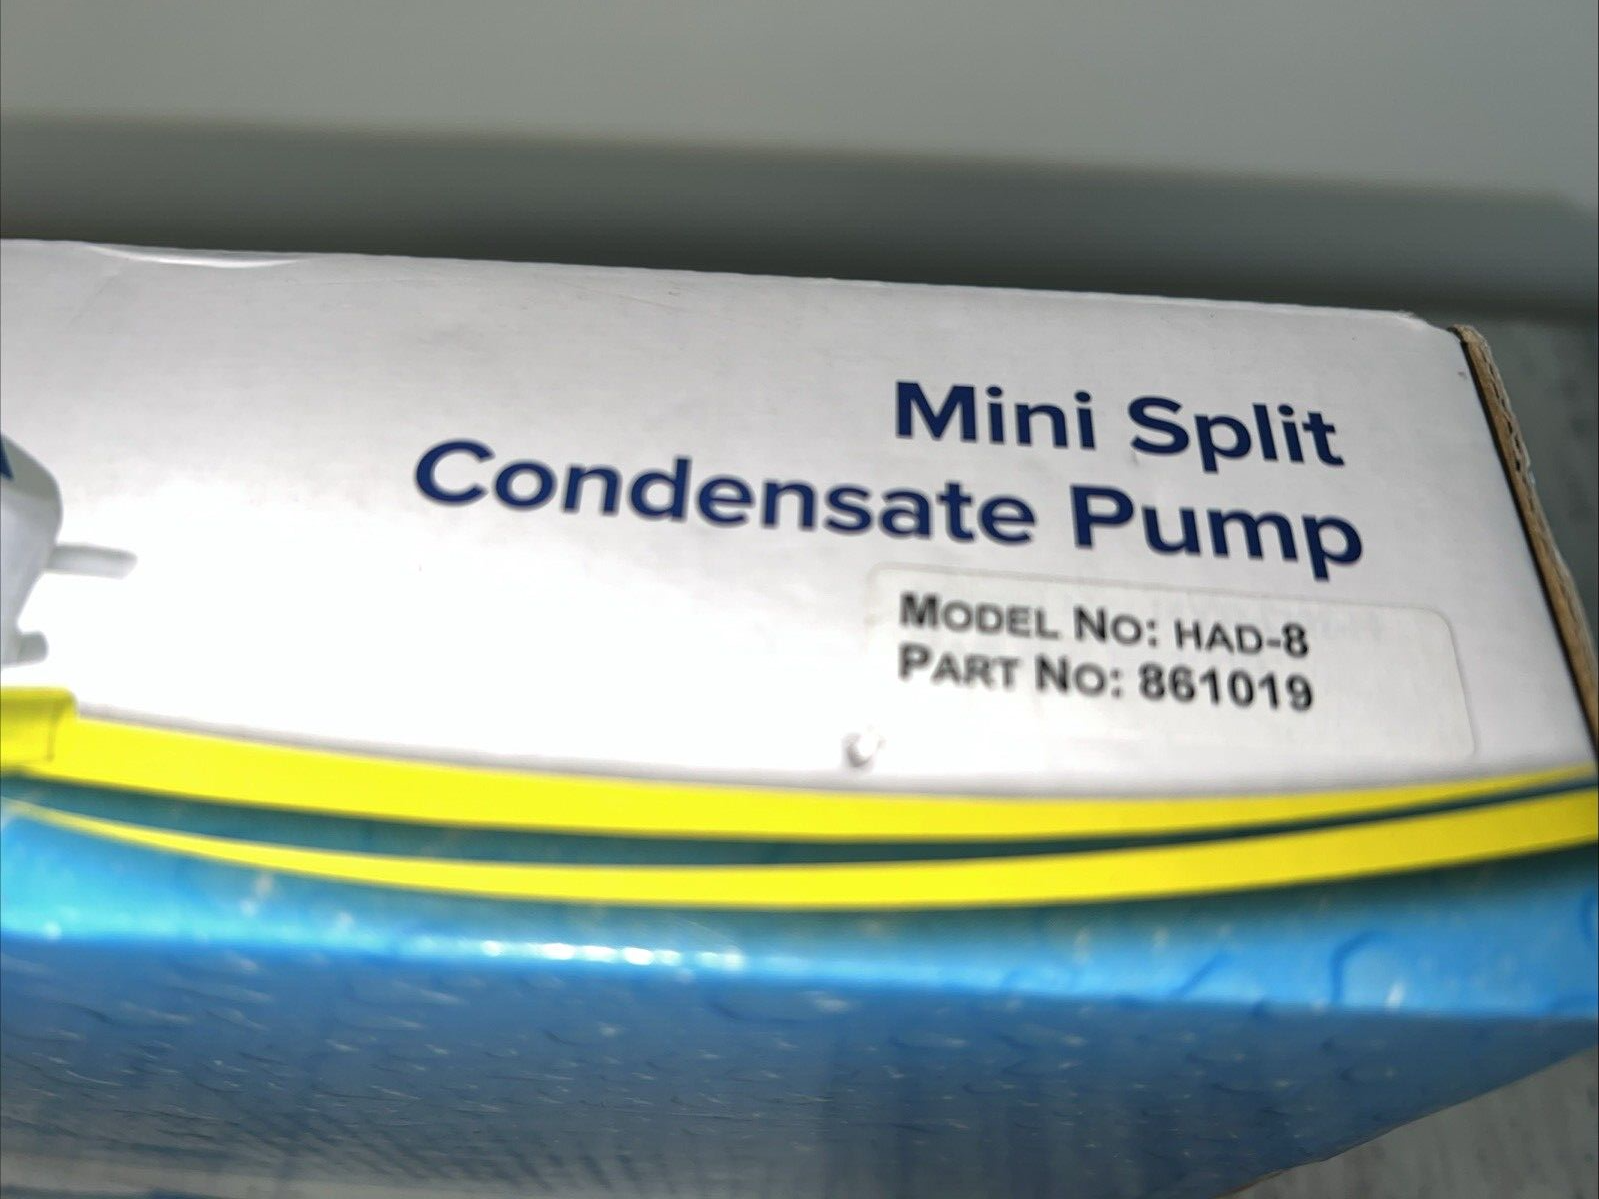 Mini Split
Condensate Pump
MODEL NO: HAD-8
PART NO: 861019